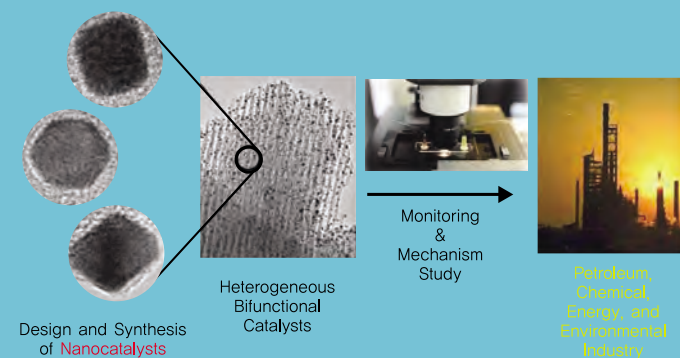 Design and Synthesis
of Nanocatalysts
Heterogeneous
Bifunctional
Catalysts
Monitoring
&
Mechanism
Study
Petroleum,
Chemical,
Energy, and
Environmental
Industry